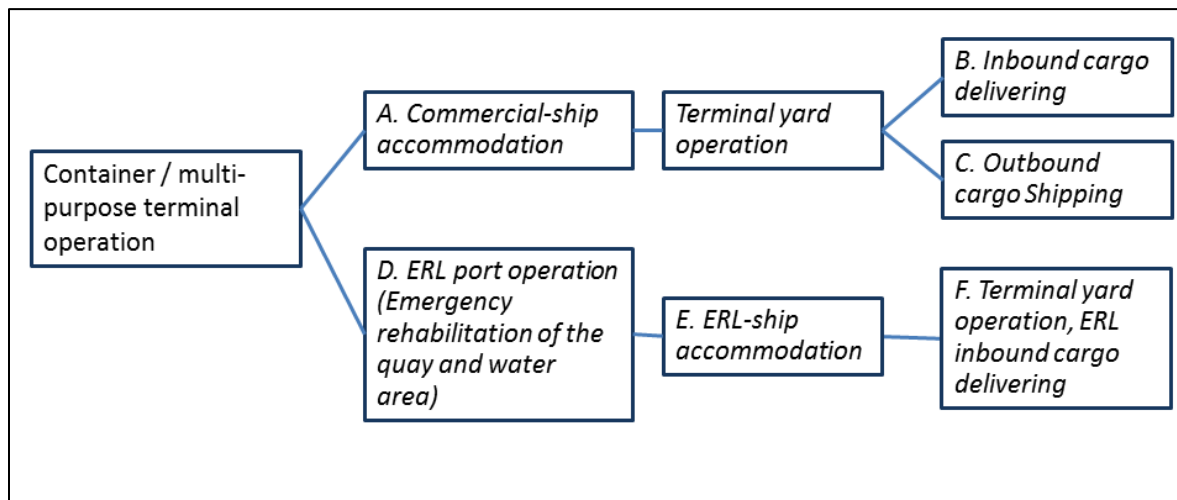 Container / multi-
purpose terminal
operation
A. Commercial-ship
accommodation
Terminal yard
operation
B. Inbound cargo
delivering
C. Outbound
cargo Shipping
D. ERL port operation
(Emergency
rehabilitation of the
quay and water
area)
E. ERL-ship
accommodation
F. Terminal yard
operation, ERL
inbound cargo
delivering